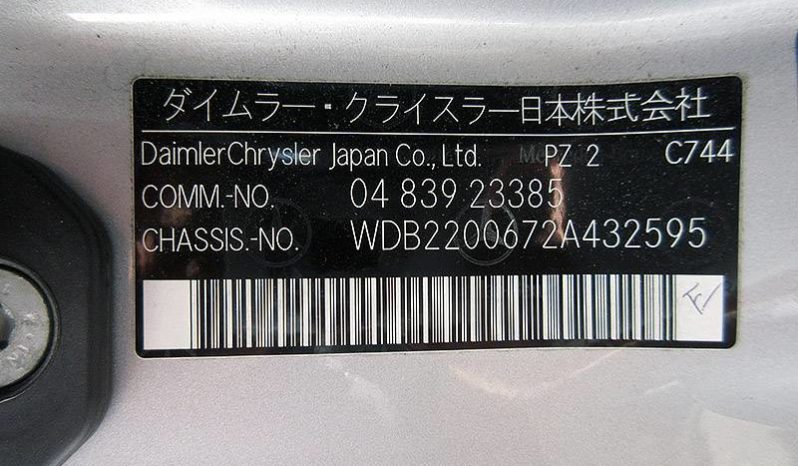 ダイムラー・クライスラー日本株式会社
DaimlerChrysler Japan Co., Ltd. PZ 2 C744
COMM.-NO. 04 839 23385
CHASSIS.-NO. WDB2200672A432595